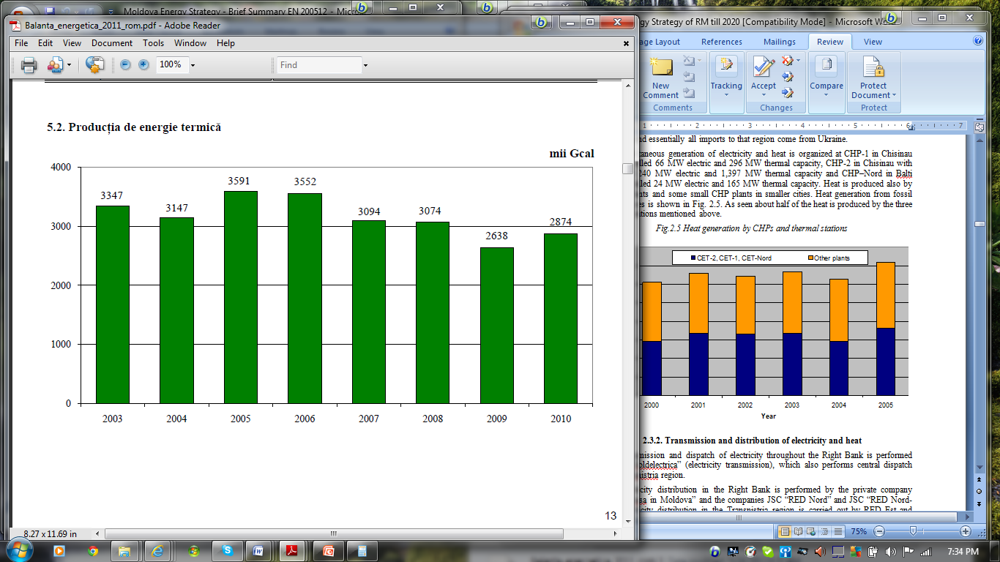 Moldova Energy Strategy - Brief Summary EN 200512 - Micro
Balanta_energetica_2011_rom.pdf - Adobe Reader
File Edit View Document Tools Window Help
100%
Find
5.2. Producția de energie termică
mii Gcal
4000
3000
2000
1000
0
3347
3147
3591
3552
3094
3074
2638
2874
2003 2004 2005 2006 2007 2008 2009 2010
13
8.27 x 11.69 in
gy Strategy of RM till 2020 [Compatibility Mode] - Microsoft W
age Layout References Mailings Review View
New Comment
Tracking
Accept
Compare
Protect Document
Comments Changes Protect
1 2 3 4 5 6 7
nd essentially all imports to that region come from Ukraine.
taneous generation of electricity and heat is organized at CHP-1 in Chisinau
lled 66 MW electric and 296 MW thermal capacity, CHP-2 in Chisinau with
240 MW electric and 1,397 MW thermal capacity and CHP–Nord in Balti
led 24 MW electric and 165 MW thermal capacity. Heat is produced also by
nts and some small CHP plants in smaller cities. Heat generation from fossil
es is shown in Fig. 2.5. As seen about half of the heat is produced by the three
tions mentioned above.
Fig.2.5 Heat generation by CHPs and thermal stations
CET-2, CET-1, CET-Nord Other plants
2000 2001 2002 2003 2004 2005
Year
2.3.2. Transmission and distribution of electricity and heat
mission and dispatch of electricity throughout the Right Bank is performed
oldelectrica” (electricity transmission), which also performs central dispatch
nistria region.
city distribution in the Right Bank is performed by the private company
sa in Moldova” and the companies JSC “RED Nord” and JSC “RED Nord-
city distribution in the Transnistria region is carried out by RED Est and
75%
7:34 PM